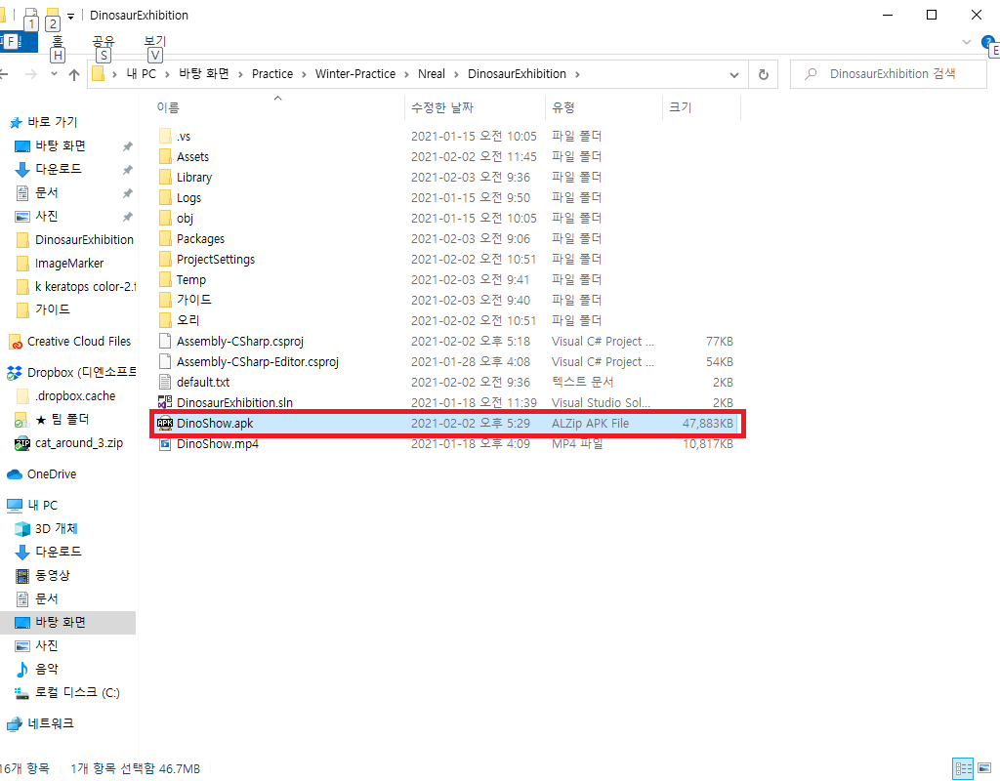 1 2 DinosaurExhibition
F 홈 공유 보기
H S V E
내 PC 바탕 화면 Practice Winter-Practice Nreal DinosaurExhibition DinosaurExhibition 검색
이름 수정한 날짜 유형 크기
바로 가기
바탕 화면
다운로드
문서
사진
DinosaurExhibition
ImageMarker
k keratops color-2.f
가이드
Creative Cloud Files
Dropbox (디엔소프트
.dropbox.cache
★ 팀 폴더
cat_around_3.zip
OneDrive
내 PC
3D 개체
다운로드
동영상
문서
바탕 화면
사진
음악
로컬 디스크 (C:)
네트워크
.vs 2021-01-15 오전 10:05 파일 폴더
Assets 2021-02-02 오전 11:45 파일 폴더
Library 2021-02-03 오전 9:36 파일 폴더
Logs 2021-01-15 오전 9:50 파일 폴더
obj 2021-01-15 오전 10:05 파일 폴더
Packages 2021-02-03 오전 9:06 파일 폴더
ProjectSettings 2021-02-02 오전 10:51 파일 폴더
Temp 2021-02-03 오전 9:41 파일 폴더
가이드 2021-02-03 오전 9:40 파일 폴더
오리 2021-02-02 오전 10:51 파일 폴더
Assembly-CSharp.csproj 2021-02-02 오후 5:18 Visual C# Project ... 77KB
Assembly-CSharp-Editor.csproj 2021-01-28 오후 4:08 Visual C# Project ... 54KB
default.txt 2021-02-02 오전 9:36 텍스트 문서 2KB
DinosaurExhibition.sln 2021-01-18 오전 11:39 Visual Studio Sol... 2KB
APK DinoShow.apk 2021-02-02 오후 5:29 ALZip APK File 47,883KB
DinoShow.mp4 2021-01-18 오후 4:09 MP4 파일 10,817KB
16개 항목 1개 항목 선택함 46.7MB